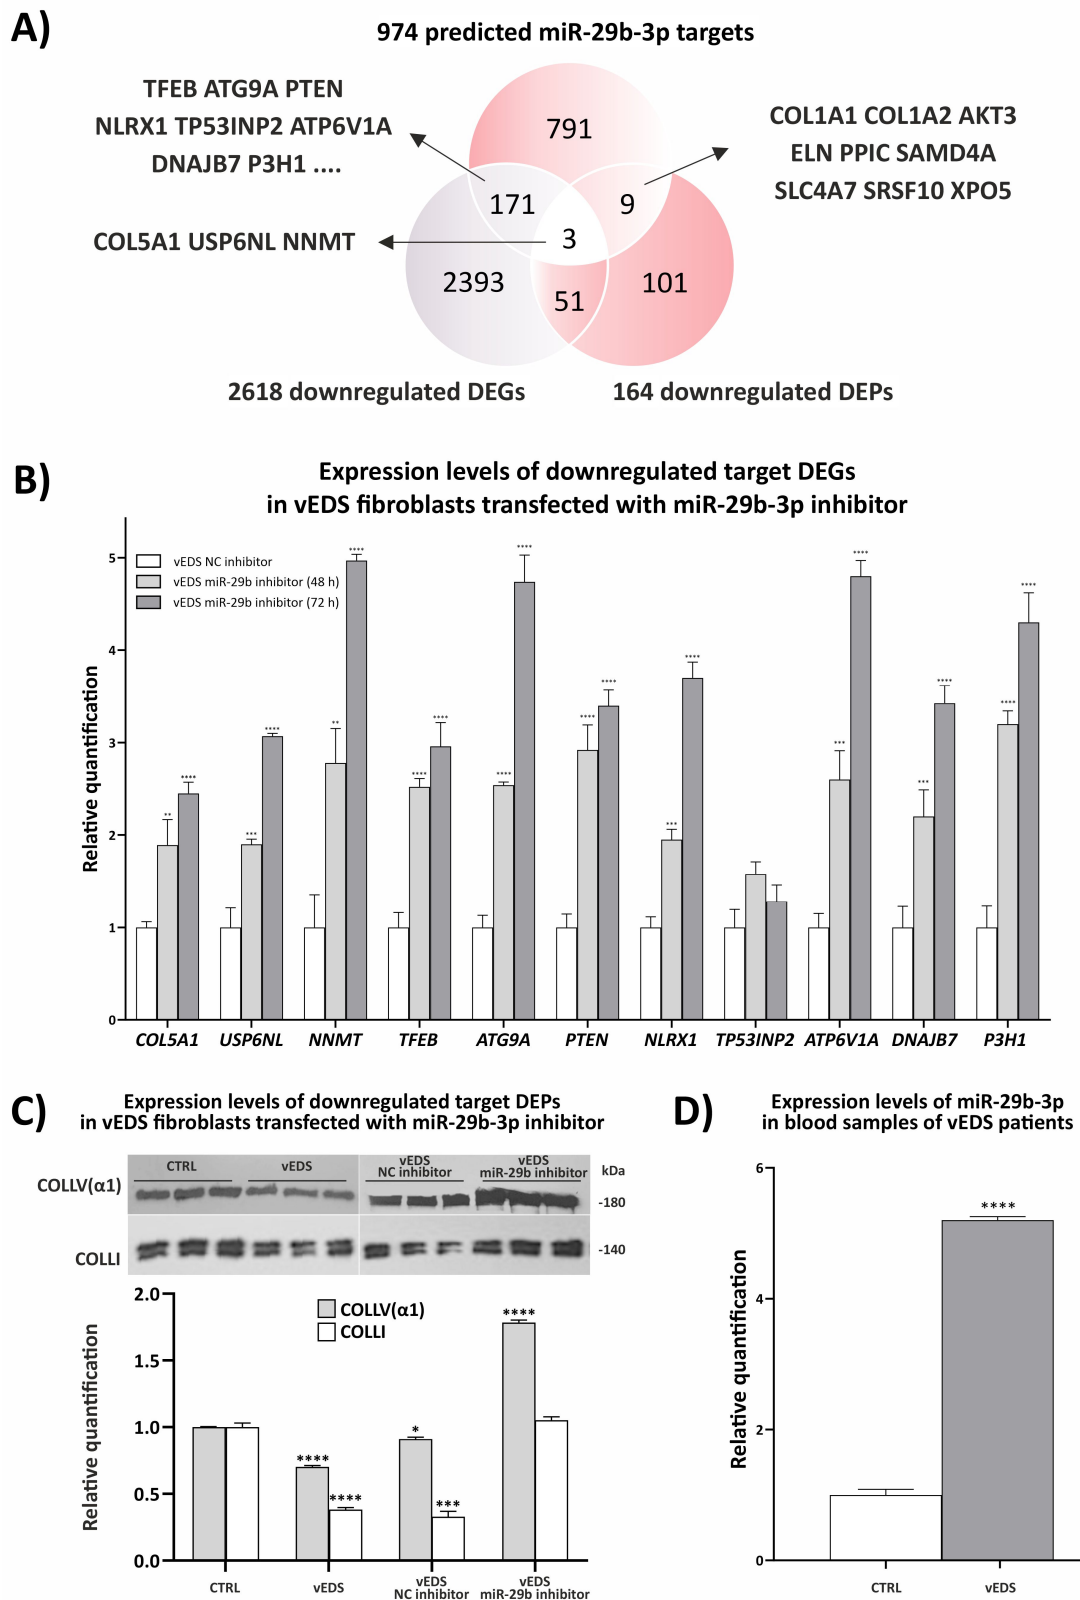 A)
974 predicted miR-29b-3p targets
TFEB ATG9A PTEN
NLRX1 TP53INP2 ATP6V1A
DNAJB7 P3H1 ....
COL5A1 USP6NL NNMT
COL1A1 COL1A2 AKT3
ELN PPIC SAMD4A
SLC4A7 SRSF10 XPO5
791
171
9
3
2393
51
101
2618 downregulated DEGs
164 downregulated DEPs
B)
Expression levels of downregulated target DEGs
in vEDS fibroblasts transfected with miR-29b-3p inhibitor
vEDS NC inhibitor
vEDS miR-29b inhibitor (48 h)
vEDS miR-29b inhibitor (72 h)
Relative quantification
5
4
3
2
1
0
** ****
*** ****
** ****
**** ****
**** ****
**** ****
*** ****
*** ****
*** ****
**** ****
COL5A1 USP6NL NNMT TFEB ATG9A PTEN NLRX1 TP53INP2 ATP6V1A DNAJB7 P3H1
C)
Expression levels of downregulated target DEPs
in vEDS fibroblasts transfected with miR-29b-3p inhibitor
CTRL
vEDS
vEDS
NC inhibitor
vEDS
miR-29b inhibitor
kDa
COLLV(α1)
-180
COLLI
-140
COLLV(α1)
COLLI
Relative quantification
2.0
1.5
1.0
0.5
0.0
****
****
*
***
****
CTRL
vEDS
vEDS
NC inhibitor
vEDS
miR-29b inhibitor
D)
Expression levels of miR-29b-3p
in blood samples of vEDS patients
Relative quantification
6
4
2
0
****
CTRL
vEDS